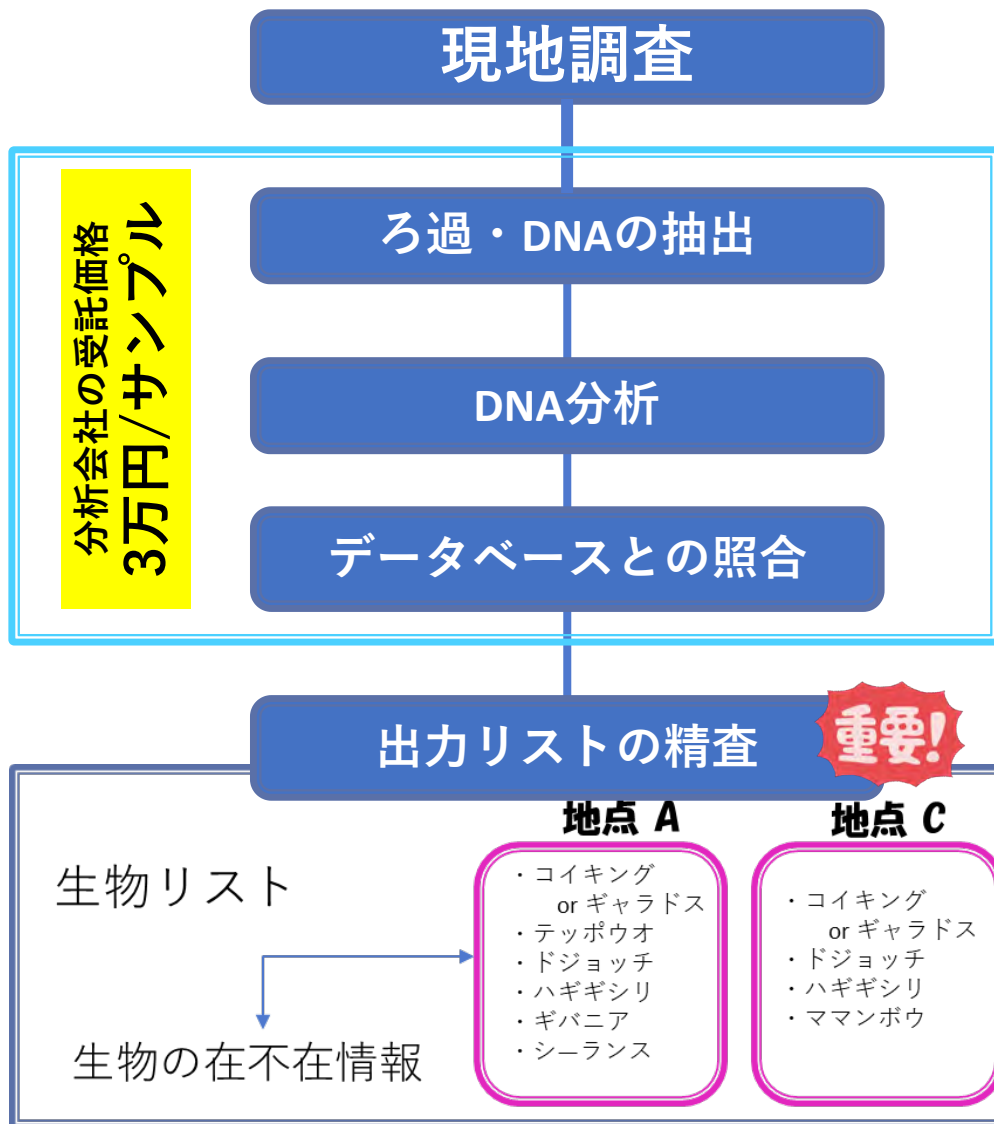 現地調査
分析会社の受託価格
3万円/サンプル
ろ過・DNAの抽出
DNA分析
データベースとの照合
出力リストの精査
重要!
生物リスト
生物の在不在情報
地点 A
・コイキング
or ギャラドス
・テッポウオ
・ドジョッチ
・ハギギシリ
・ギバニア
・シーランス
地点 C
・コイキング
or ギャラドス
・ドジョッチ
・ハギギシリ
・ママンボウ